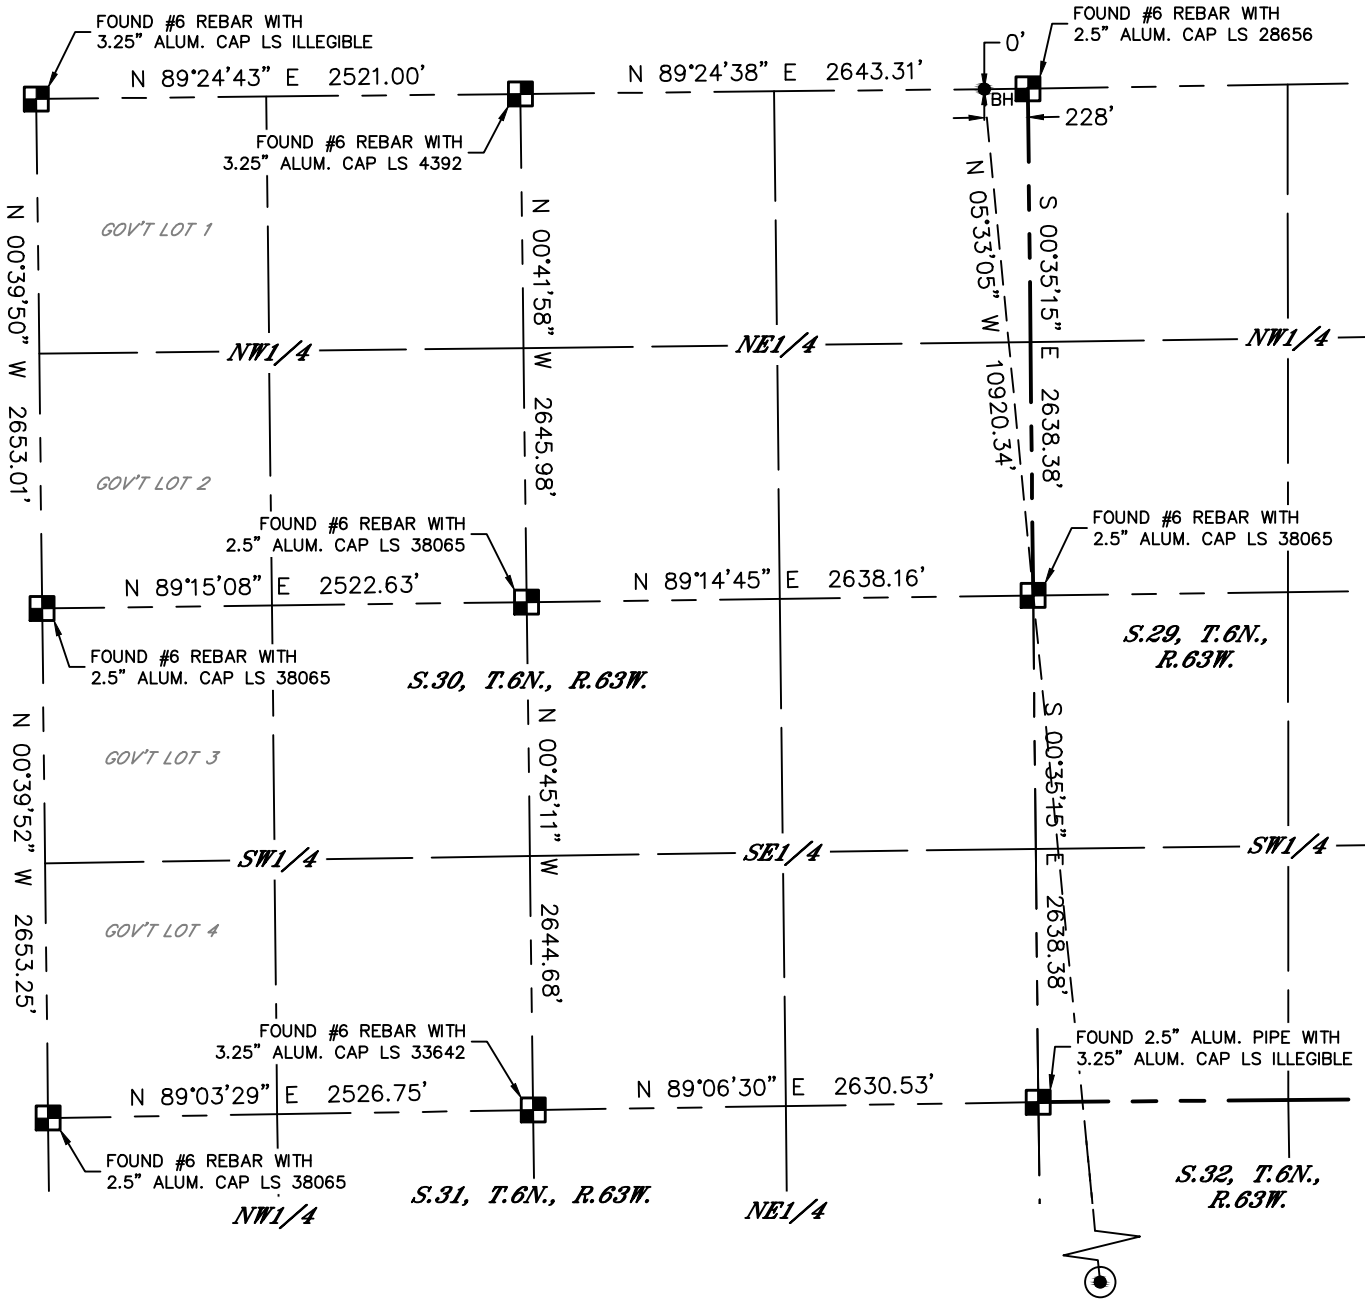 FOUND #6 REBAR WITH
3.25" ALUM. CAP LS ILLEGIBLE
FOUND #6 REBAR WITH
2.5" ALUM. CAP LS 28656
N 89°24'43" E 2521.00'
N 89°24'38" E 2643.31'
0'
BH
228'
FOUND #6 REBAR WITH
3.25" ALUM. CAP LS 4392
GOV'T LOT 1
N 00°39'50" W 2653.01'
N 00°41'58" W 2645.98'
N 05°33'05" W 10920.34'
S 00°35'15" E 2638.38'
NW1/4
NE1/4
NW1/4
GOV'T LOT 2
FOUND #6 REBAR WITH
2.5" ALUM. CAP LS 38065
FOUND #6 REBAR WITH
2.5" ALUM. CAP LS 38065
N 89°15'08" E 2522.63'
N 89°14'45" E 2638.16'
S.29, T.6N.,
R.63W.
FOUND #6 REBAR WITH
2.5" ALUM. CAP LS 38065
S.30, T.6N., R.63W.
GOV'T LOT 3
N 00°39'52" W 2653.25'
N 00°45'11" W 2644.68'
S 00°35'15" E 2638.38'
SW1/4
SE1/4
SW1/4
GOV'T LOT 4
FOUND #6 REBAR WITH
3.25" ALUM. CAP LS 33642
FOUND 2.5" ALUM. PIPE WITH
3.25" ALUM. CAP LS ILLEGIBLE
N 89°03'29" E 2526.75'
N 89°06'30" E 2630.53'
FOUND #6 REBAR WITH
2.5" ALUM. CAP LS 38065
S.31, T.6N., R.63W.
S.32, T.6N.,
R.63W.
NW1/4
NE1/4